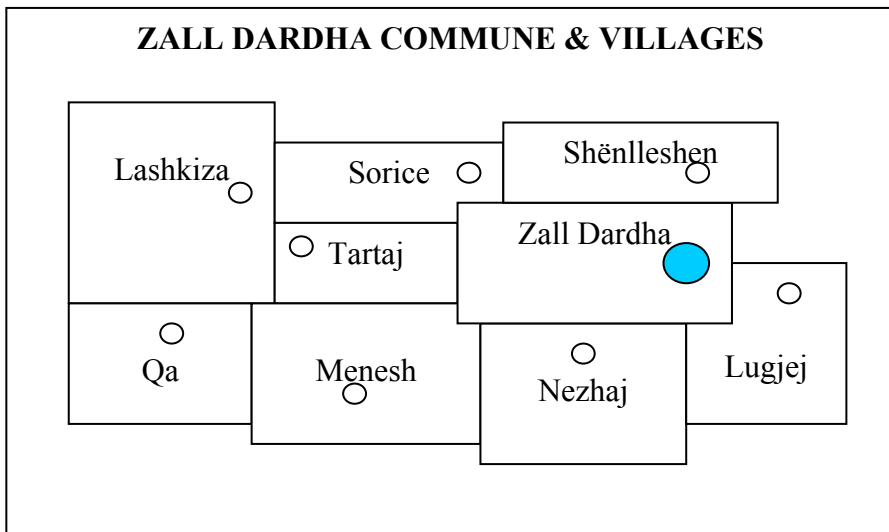 ZALL DARDHA COMMUNE & VILLAGES
Lashkiza
Sorice
Shënlleshen
Tartaj
Zall Dardha
Qa
Menesh
Nezhaj
Lugjej